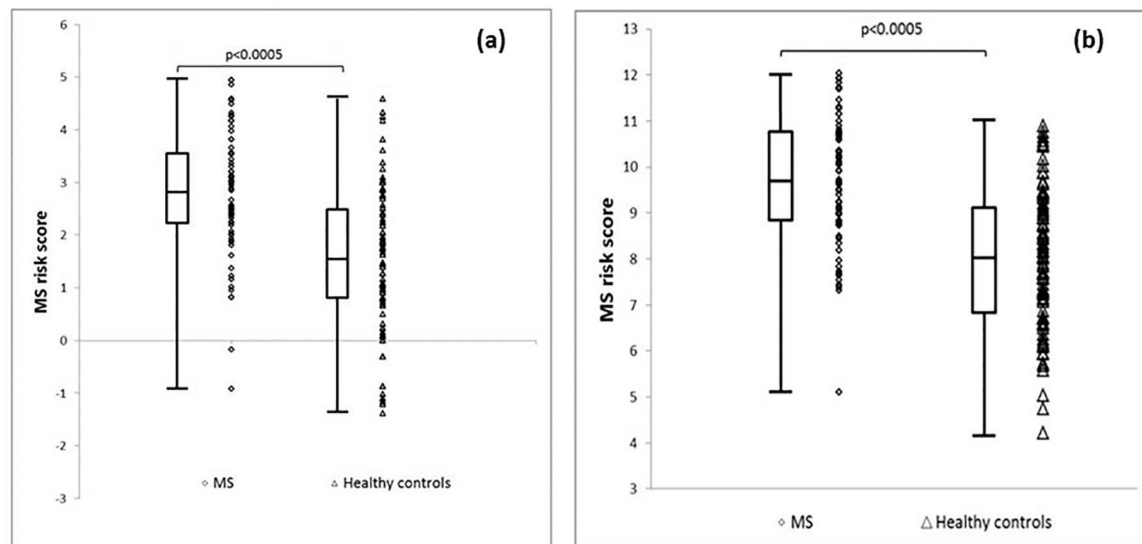 (a)
p<0.0005
MS risk score
6
5
4
3
2
1
0
-1
-2
-3
MS
Healthy controls
(b)
p<0.0005
MS risk score
13
12
11
10
9
8
7
6
5
4
3
MS
Healthy controls